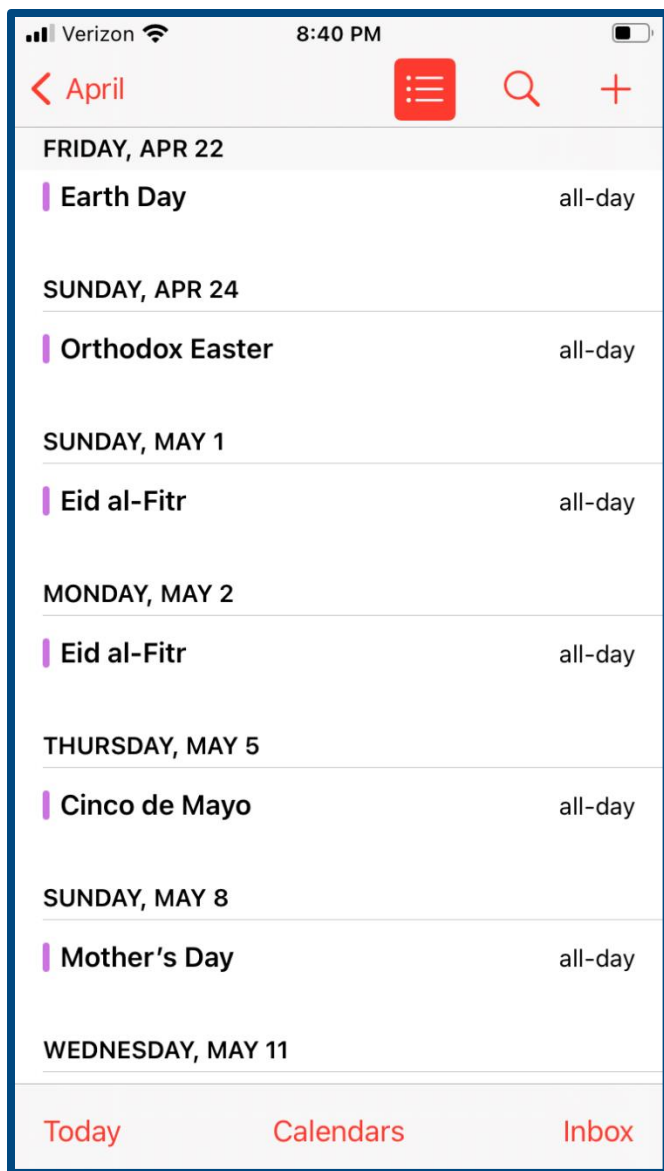 Verizon 8:40 PM
April
FRIDAY, APR 22
Earth Day all-day
SUNDAY, APR 24
Orthodox Easter all-day
SUNDAY, MAY 1
Eid al-Fitr all-day
MONDAY, MAY 2
Eid al-Fitr all-day
THURSDAY, MAY 5
Cinco de Mayo all-day
SUNDAY, MAY 8
Mother’s Day all-day
WEDNESDAY, MAY 11
Today Calendars Inbox